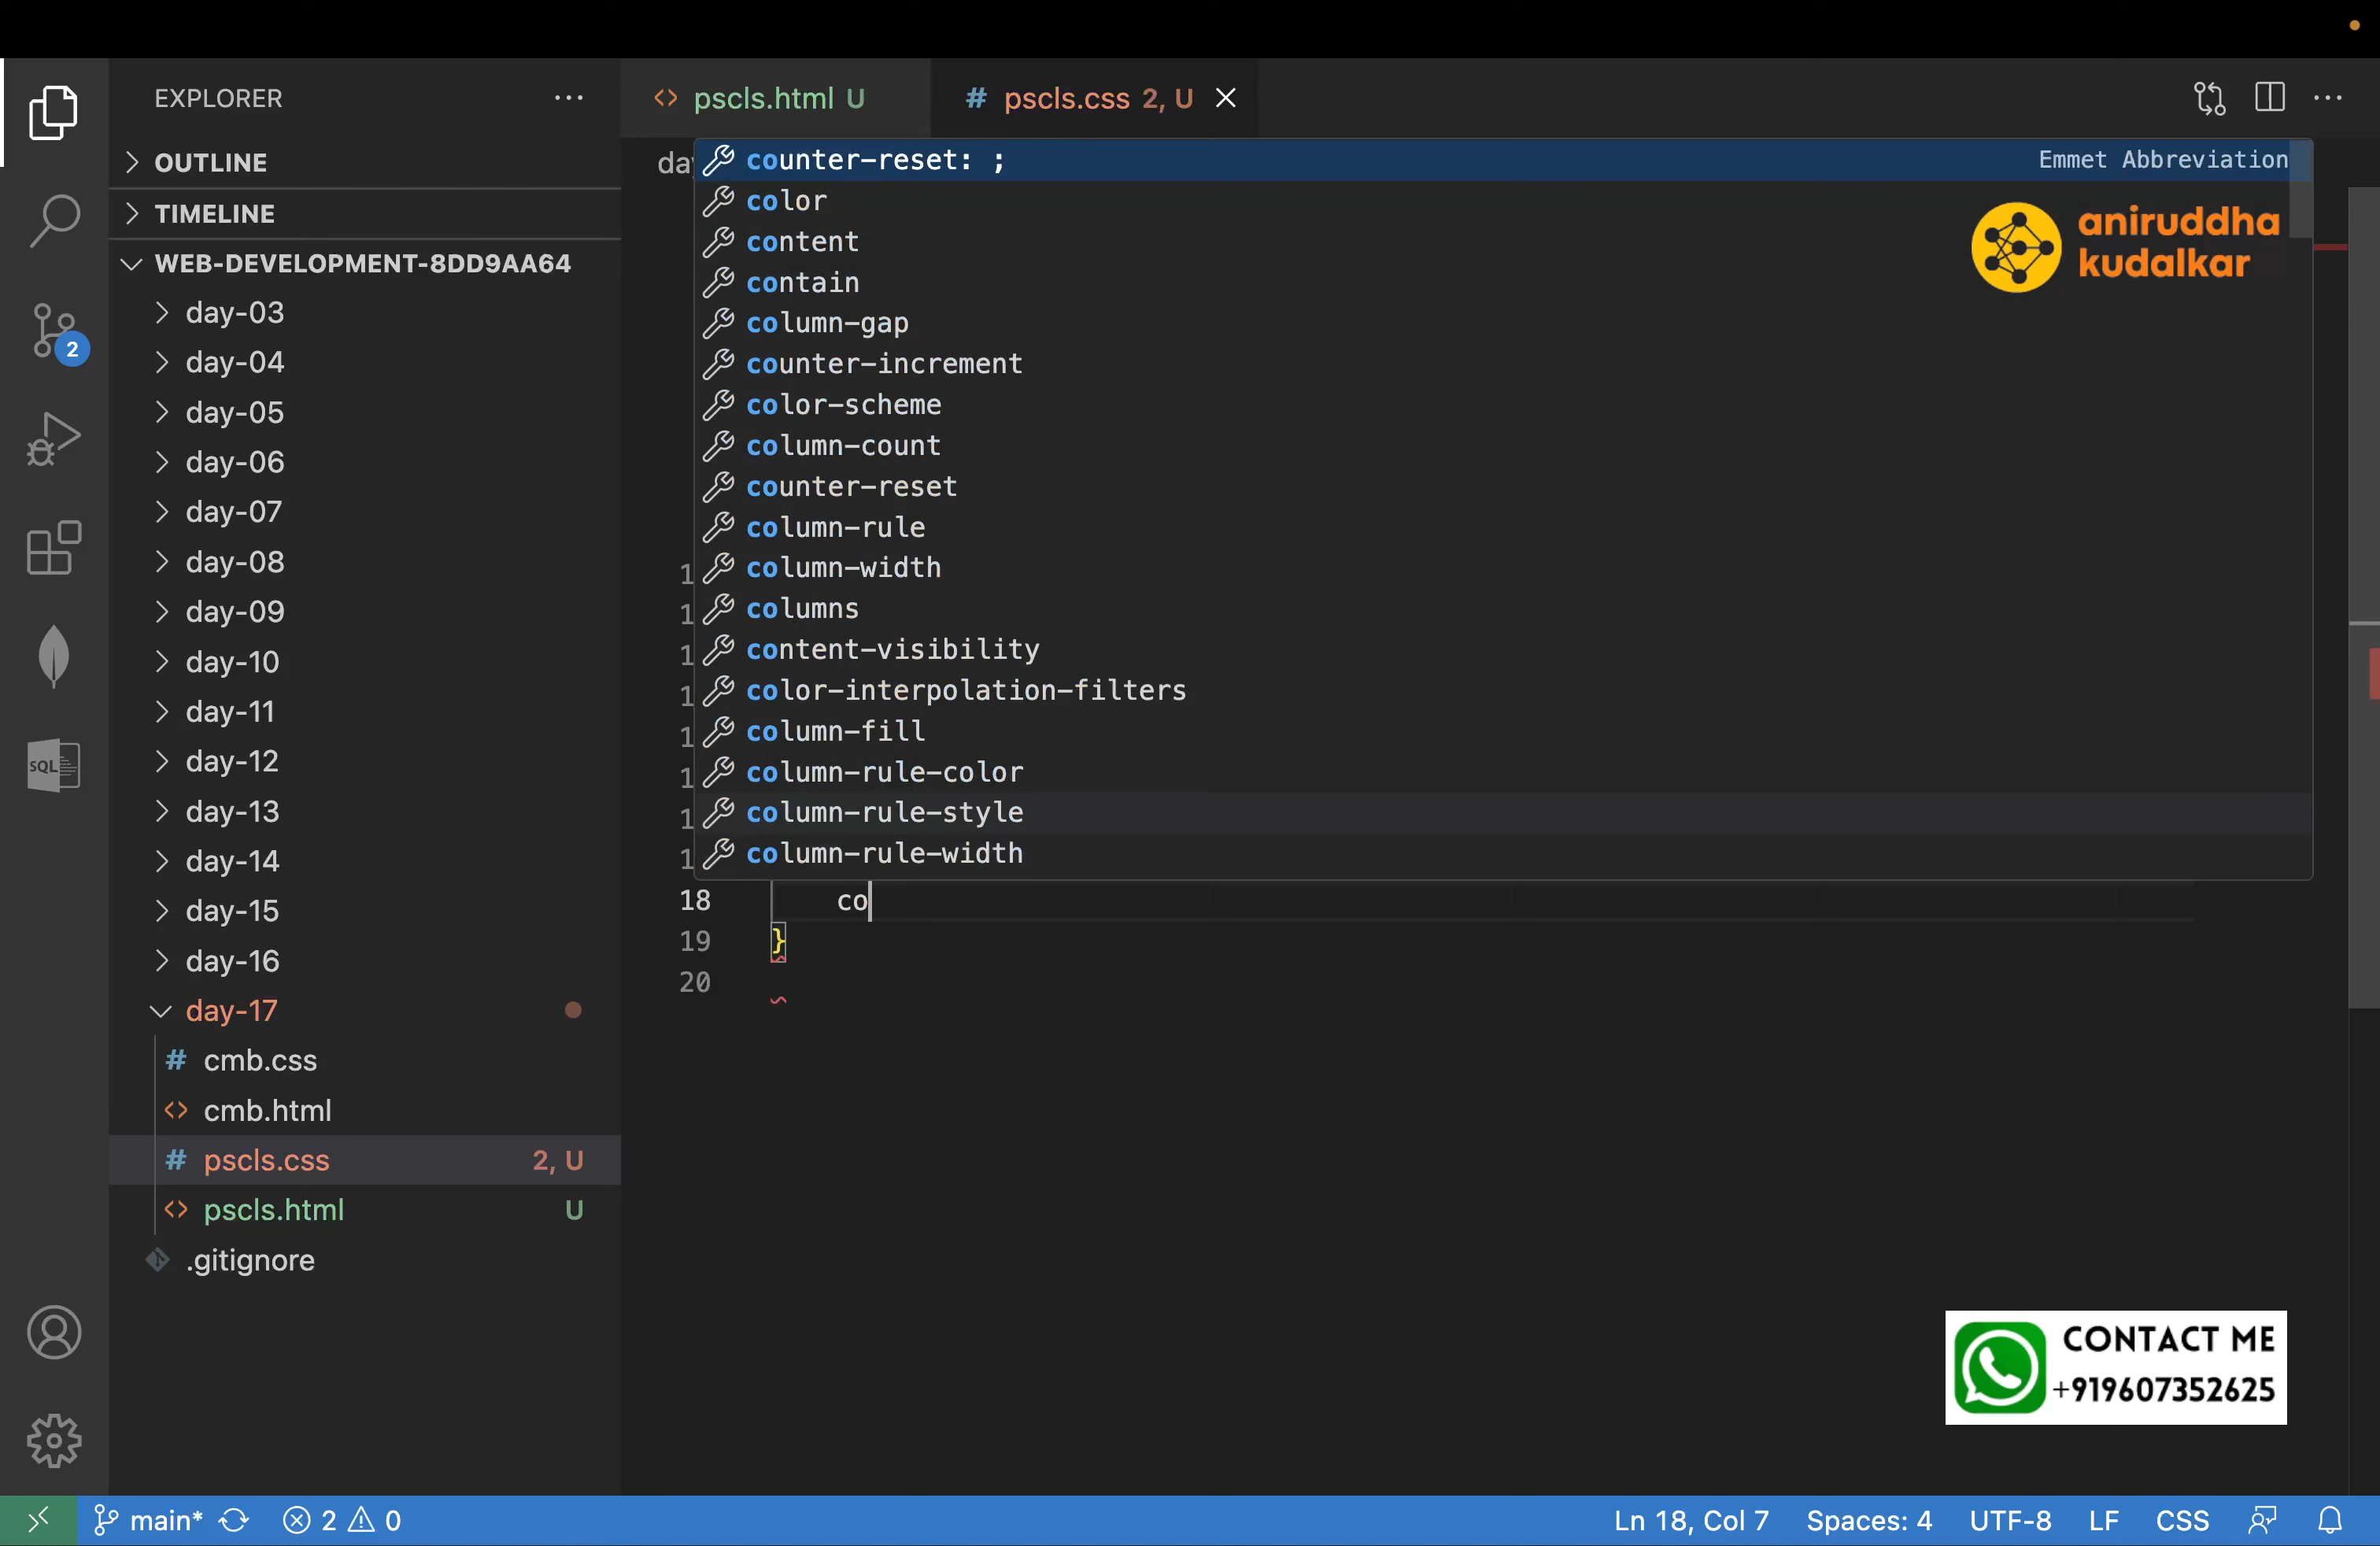 EXPLORER
OUTLINE
TIMELINE
WEB-DEVELOPMENT-8DD9AA64
day-03
day-04
day-05
day-06
day-07
day-08
day-09
day-10
day-11
day-12
day-13
day-14
day-15
day-16
day-17
# cmb.css
<> cmb.html
# pscls.css 2, U
<> pscls.html U
.gitignore
2
SQL
<> pscls.html U
# pscls.css 2, U
counter-reset: ; Emmet Abbreviation
color
content
contain
column-gap
counter-increment
color-scheme
column-count
counter-reset
column-rule
column-width
columns
content-visibility
color-interpolation-filters
column-fill
column-rule-color
column-rule-style
column-rule-width
18 co
19 }
20
aniruddha
kudalkar
CONTACT ME
+919607352625
main* 2 0
Ln 18, Col 7 Spaces: 4 UTF-8 LF CSS